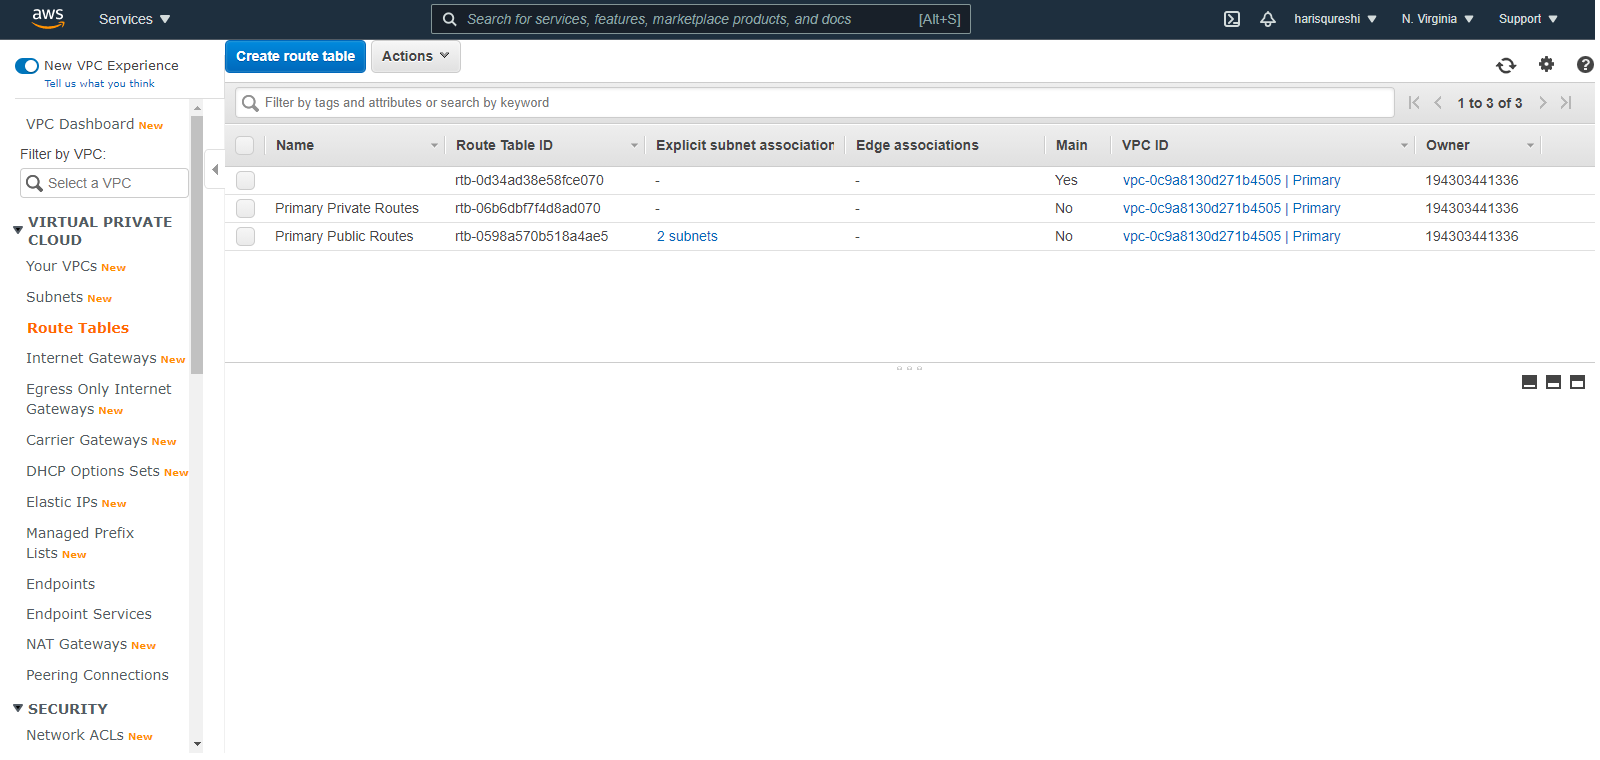 aws
Services
Search for services, features, marketplace products, and docs
[Alt+S]
harisqureshi
N. Virginia
Support
New VPC Experience
Tell us what you think
Create route table
Actions
VPC Dashboard New
Filter by VPC:
Select a VPC
VIRTUAL PRIVATE
CLOUD
Your VPCs New
Subnets New
Route Tables
Internet Gateways New
Egress Only Internet
Gateways New
Carrier Gateways New
DHCP Options Sets New
Elastic IPs New
Managed Prefix
Lists New
Endpoints
Endpoint Services
NAT Gateways New
Peering Connections
SECURITY
Network ACLs New
Filter by tags and attributes or search by keyword
1 to 3 of 3
Name Route Table ID Explicit subnet association Edge associations Main VPC ID Owner
rtb-0d34ad38e58fce070 - - Yes vpc-0c9a8130d271b4505 | Primary 194303441336
Primary Private Routes rtb-06b6dbf7f4d8ad070 - - No vpc-0c9a8130d271b4505 | Primary 194303441336
Primary Public Routes rtb-0598a570b518a4ae5 2 subnets - No vpc-0c9a8130d271b4505 | Primary 194303441336